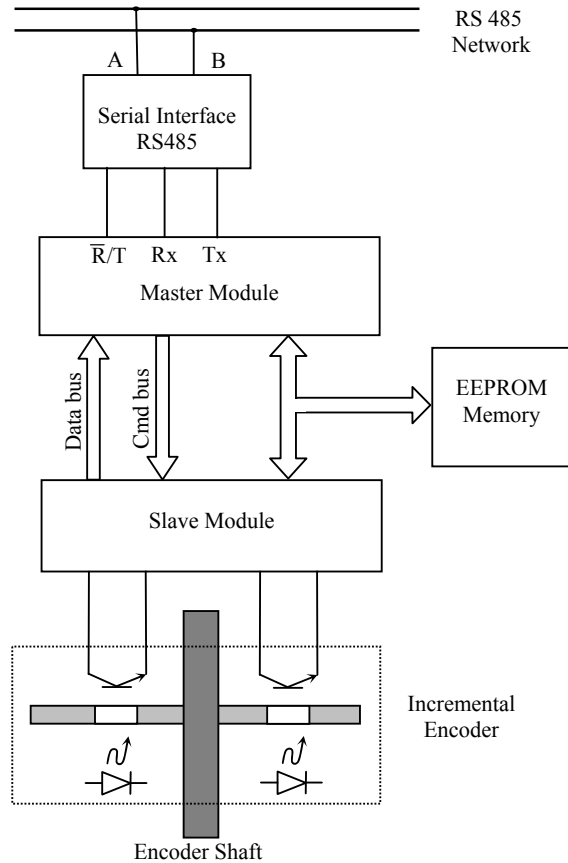 RS 485
Network
A
B
Serial Interface
RS485
R̅/T
Rx
Tx
Master Module
Data bus
Cmd bus
EEPROM
Memory
Slave Module
Incremental
Encoder
Encoder Shaft